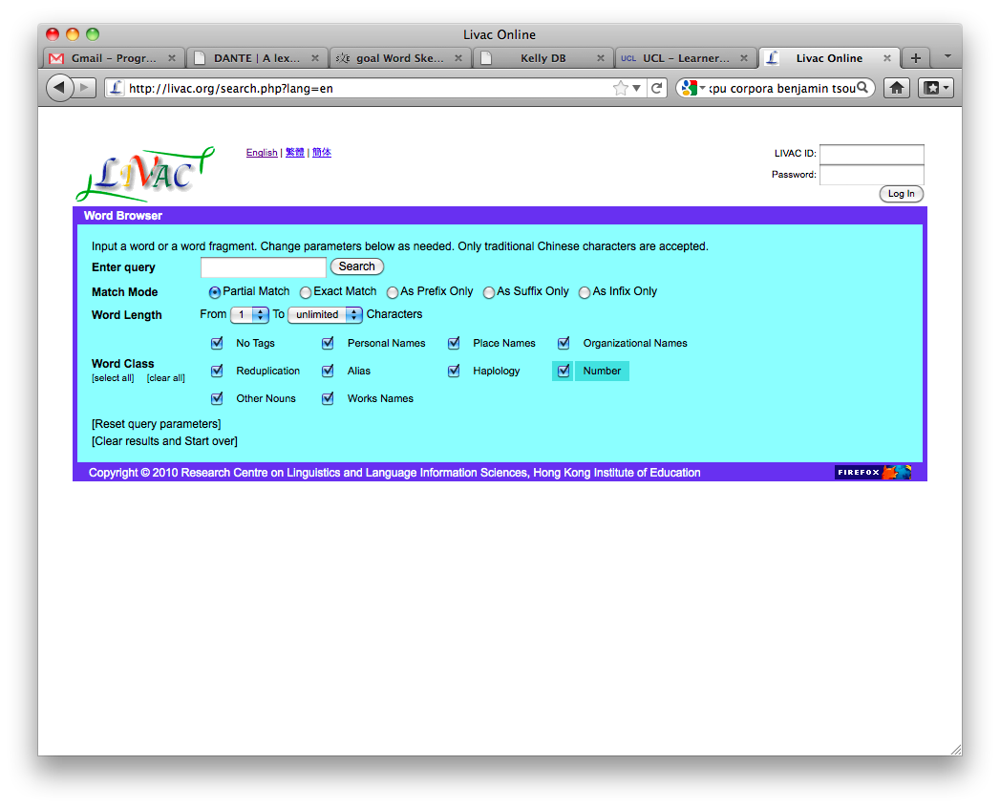 Livac Online
Gmail – Progr... DANTE | A lex... goal Word Ske... Kelly DB UCL UCL – Learner... Livac Online
http://livac.org/search.php?lang=en corpora benjamin tsou
LIVAC English | 繁體 | 簡体 LIVAC ID:
Password:
Log In
Word Browser
Input a word or a word fragment. Change parameters below as needed. Only traditional Chinese characters are accepted.
Enter query Search
Match Mode Partial Match Exact Match As Prefix Only As Suffix Only As Infix Only
Word Length From 1 To unlimited Characters
No Tags Personal Names Place Names Organizational Names
Word Class
[select all] [clear all] Reduplication Alias Haplology Number
Other Nouns Works Names
[Reset query parameters]
[Clear results and Start over]
Copyright © 2010 Research Centre on Linguistics and Language Information Sciences, Hong Kong Institute of Education FIREFOX